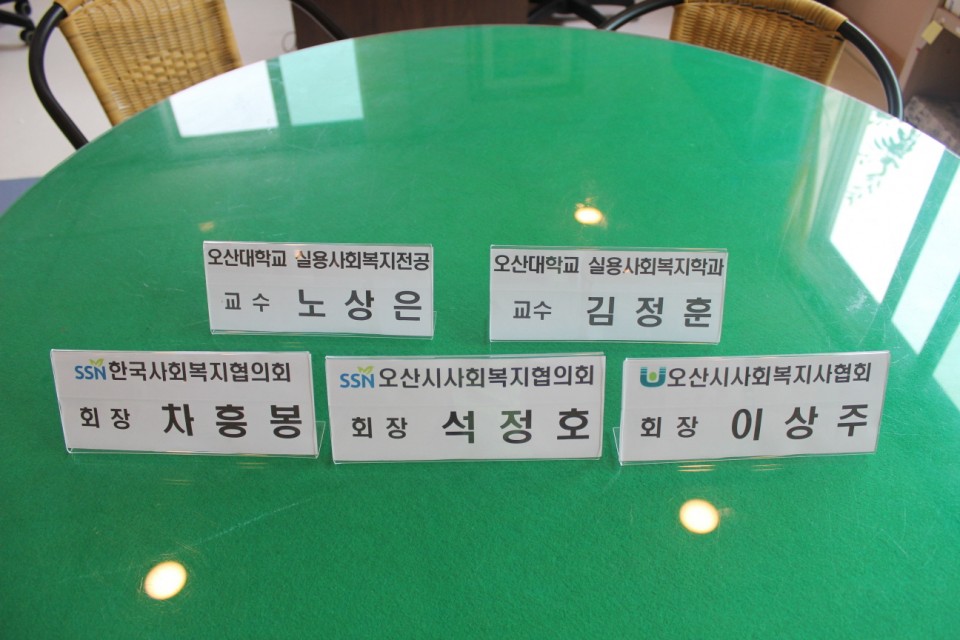 오산대학교 실용사회복지전공
교수 노상은
오산대학교 실용사회복지학과
교수 김정훈
SSN 한국사회복지협의회
회장 차흥봉
SSN 오산시사회복지협의회
회장 석정호
오산시사회복지사협회
회장 이상주